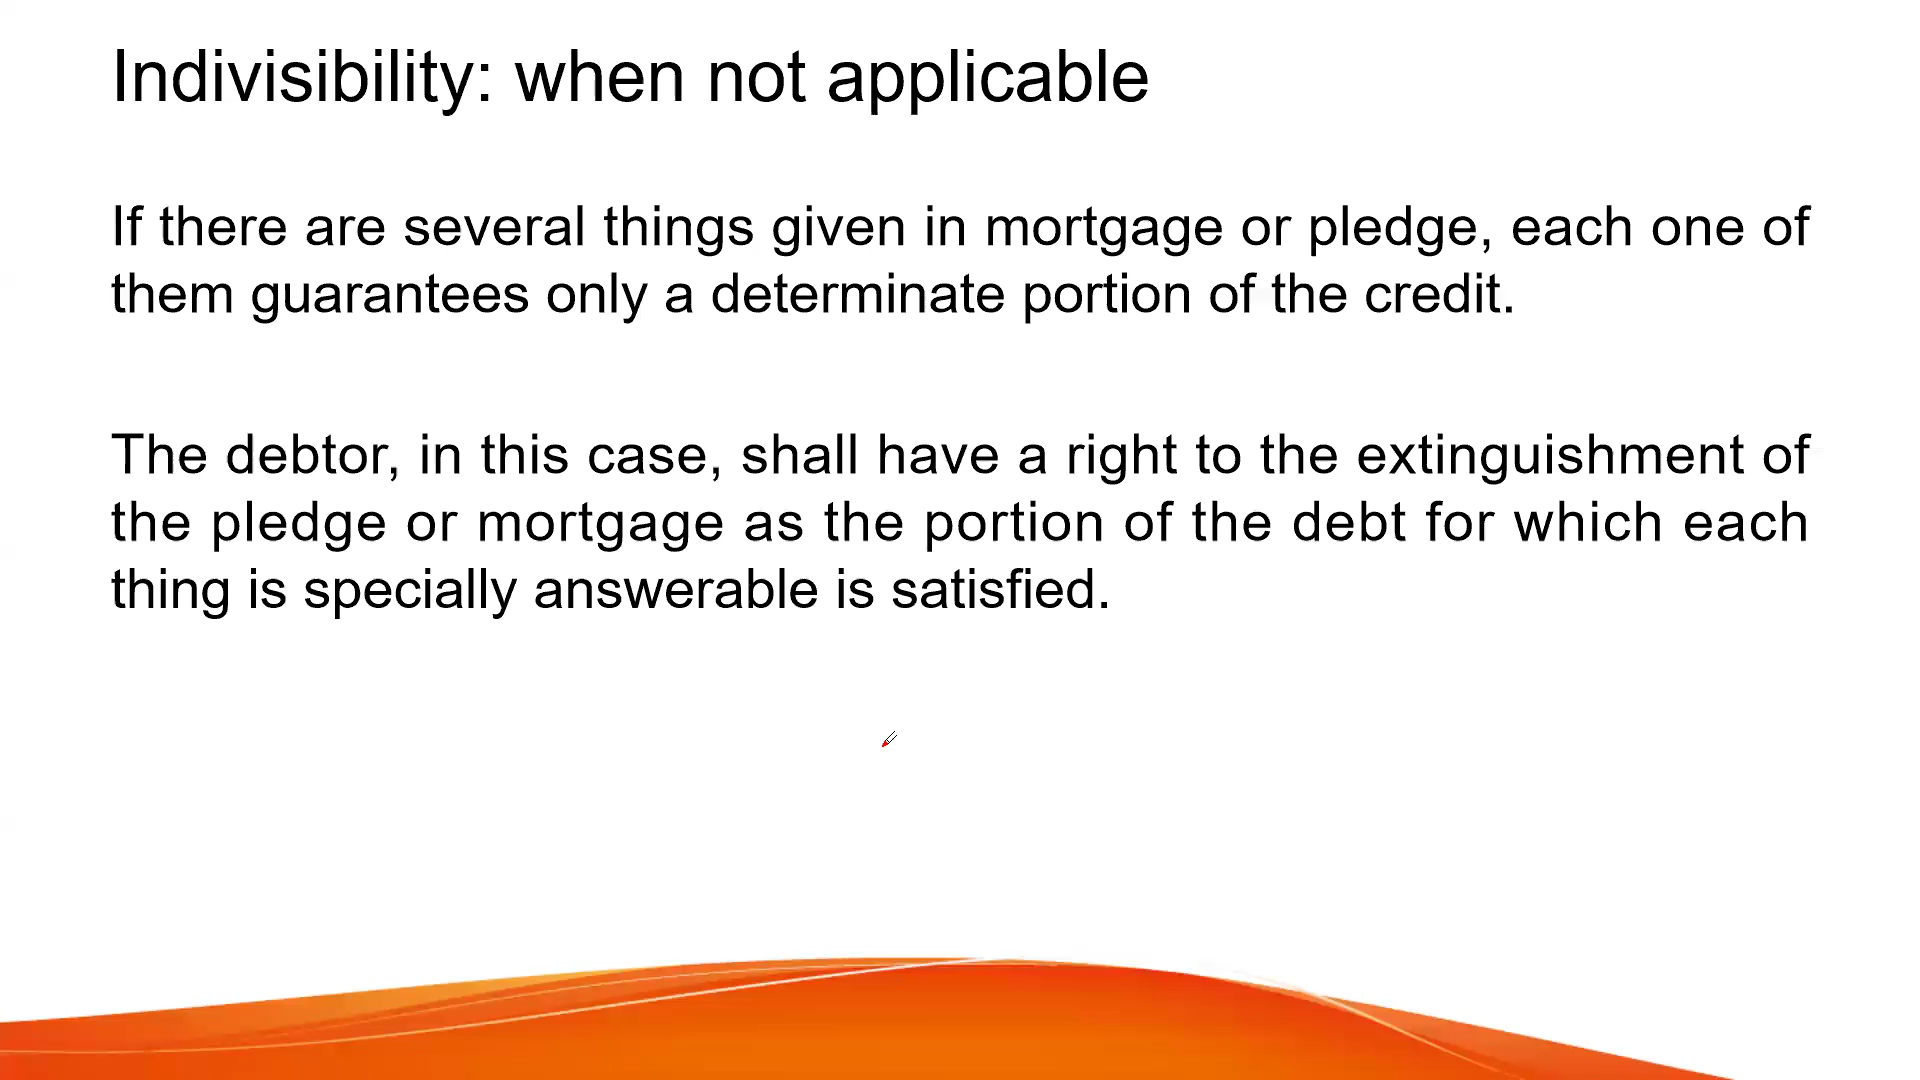 Indivisibility: when not applicable
If there are several things given in mortgage or pledge, each one of
them guarantees only a determinate portion of the credit.
The debtor, in this case, shall have a right to the extinguishment of
the pledge or mortgage as the portion of the debt for which each
thing is specially answerable is satisfied.